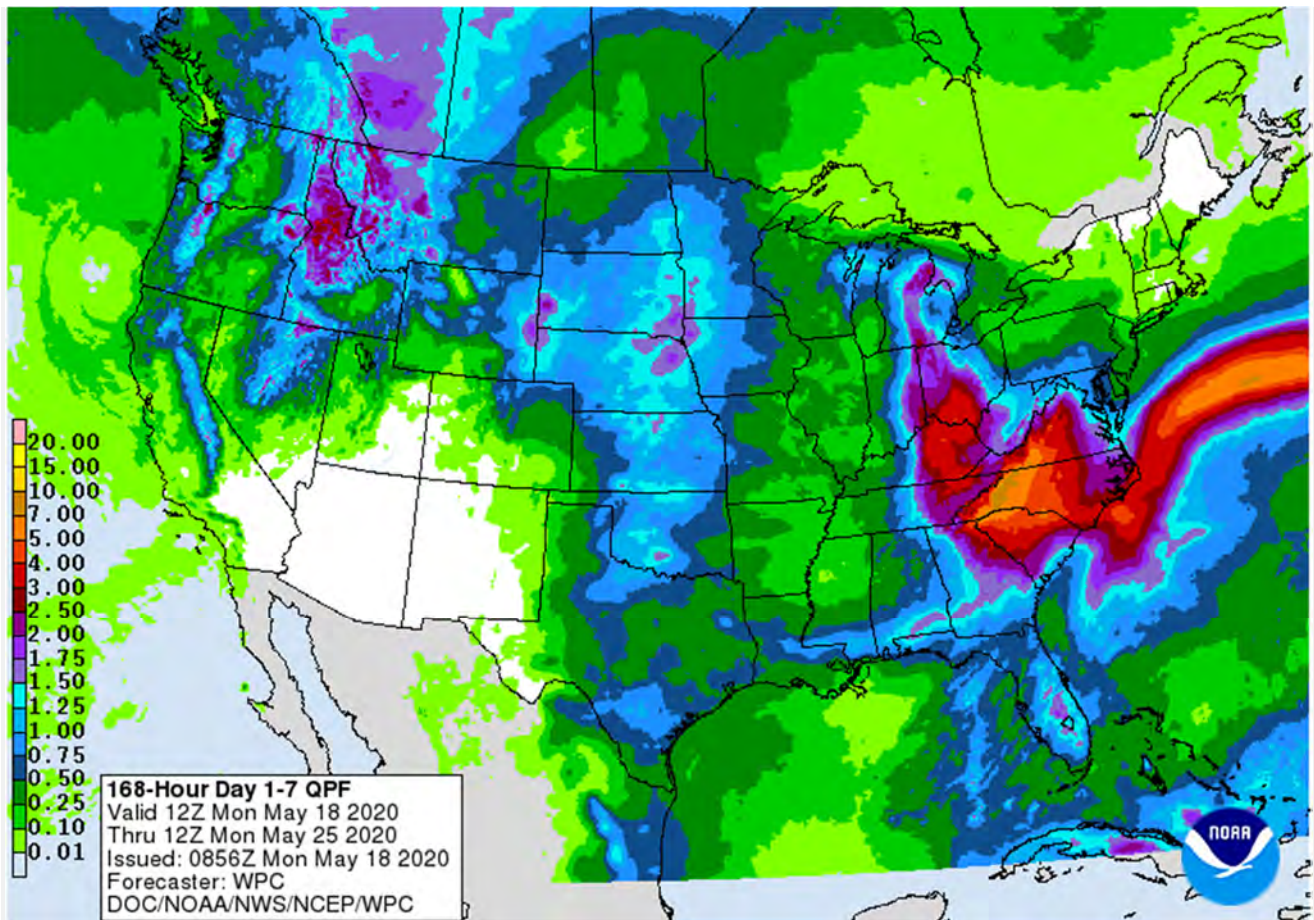 20.00
15.00
10.00
7.00
5.00
4.00
3.00
2.50
2.00
1.75
1.50
1.25
1.00
0.75
0.50
0.25
0.10
0.01
168-Hour Day 1-7 QPF
Valid 12Z Mon May 18 2020
Thru 12Z Mon May 25 2020
Issued: 0856Z Mon May 18 2020
Forecaster: WPC
DOC/NOAA/NWS/NCEP/WPC
NOAA